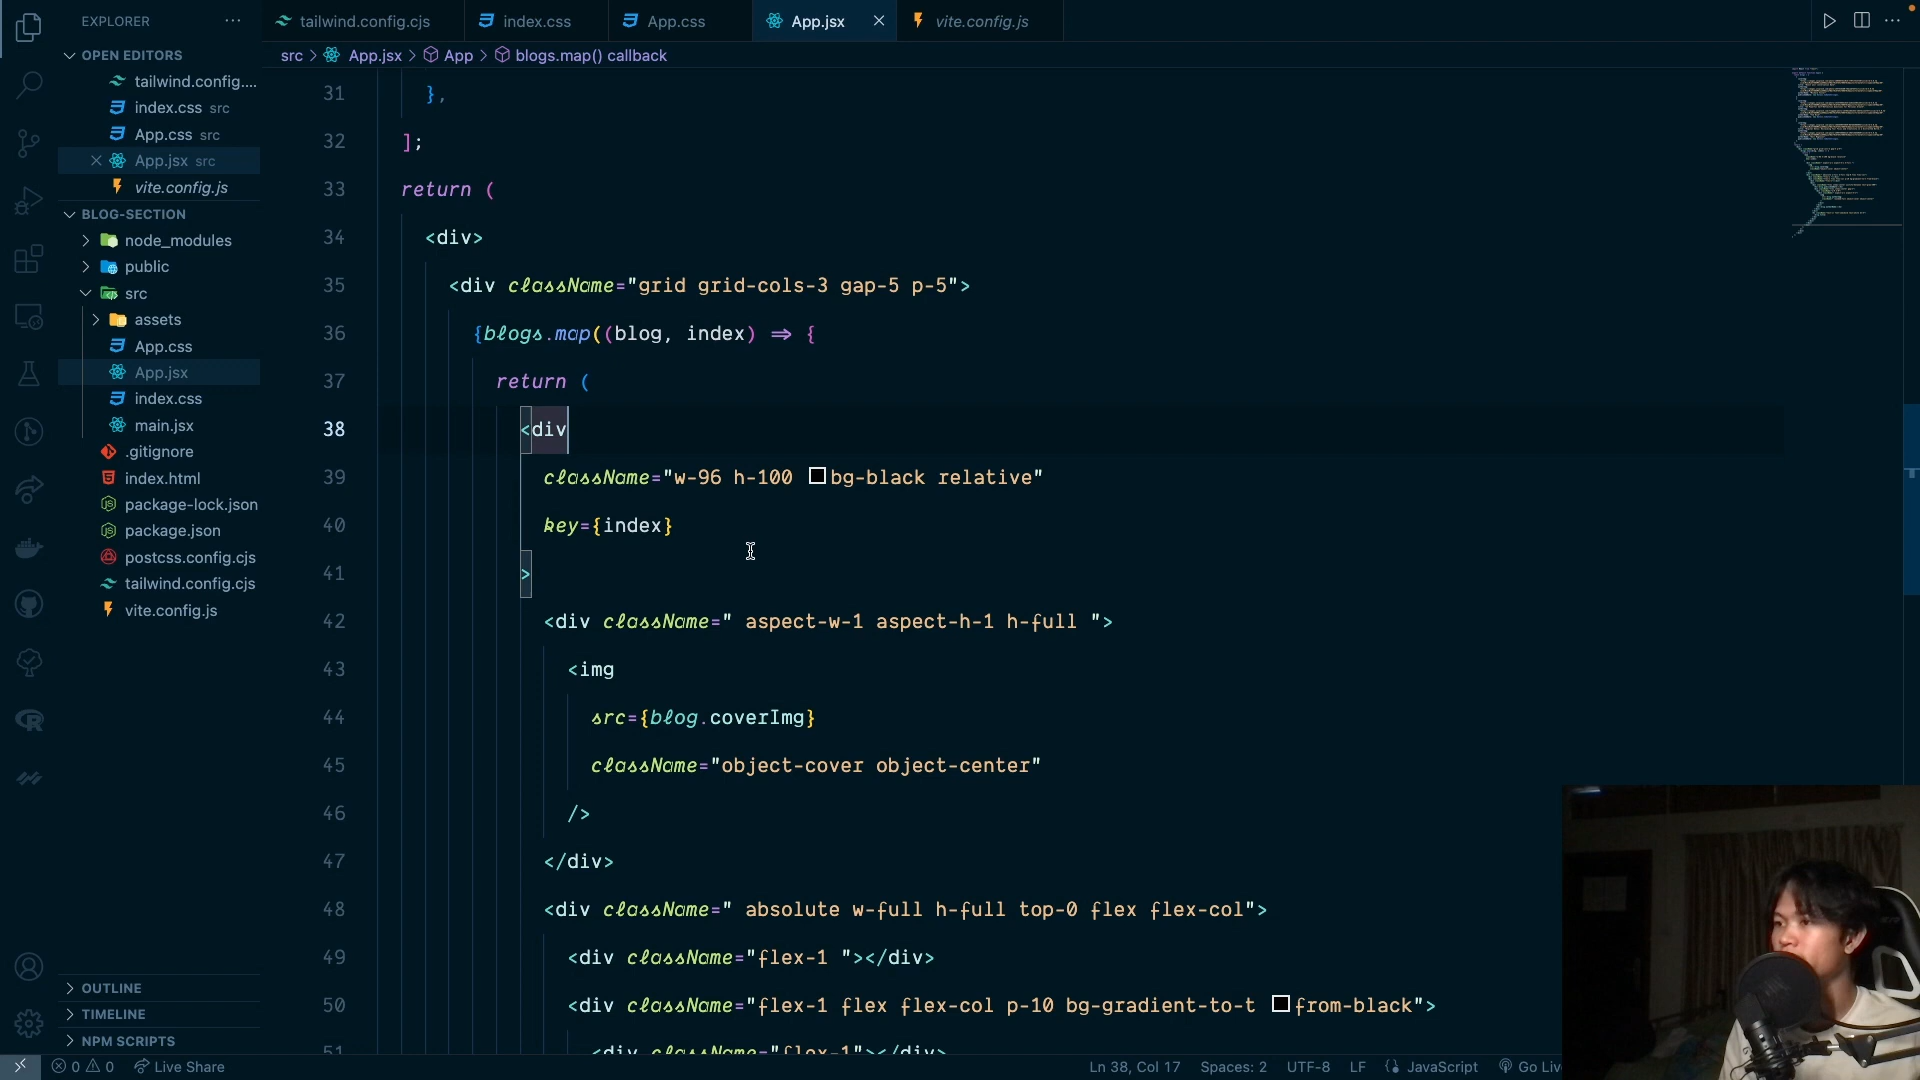 EXPLORER
OPEN EDITORS
tailwind.config....
index.css src
App.css src
App.jsx src
vite.config.js
BLOG-SECTION
node_modules
public
src
assets
App.css
App.jsx
index.css
main.jsx
.gitignore
index.html
package-lock.json
package.json
postcss.config.cjs
tailwind.config.cjs
vite.config.js
OUTLINE
TIMELINE
NPM SCRIPTS
tailwind.config.cjs
index.css
App.css
App.jsx
vite.config.js
src > App.jsx > App > blogs.map() callback
31 },
32 ];
33 return (
34 <div>
35 <div className="grid grid-cols-3 gap-5 p-5">
36 {blogs.map((blog, index) => {
37 return (
38 <div
39 className="w-96 h-100 bg-black relative"
40 key={index}
41 >
42 <div className=" aspect-w-1 aspect-h-1 h-full ">
43 <img
44 src={blog.coverImg}
45 className="object-cover object-center"
46 />
47 </div>
48 <div className=" absolute w-full h-full top-0 flex flex-col">
49 <div className="flex-1 "></div>
50 <div className="flex-1 flex flex-col p-10 bg-gradient-to-t from-black">
51 <div className="flex-1"></div>
0 0 Live Share
Ln 38, Col 17 Spaces: 2 UTF-8 LF JavaScript Go Liv